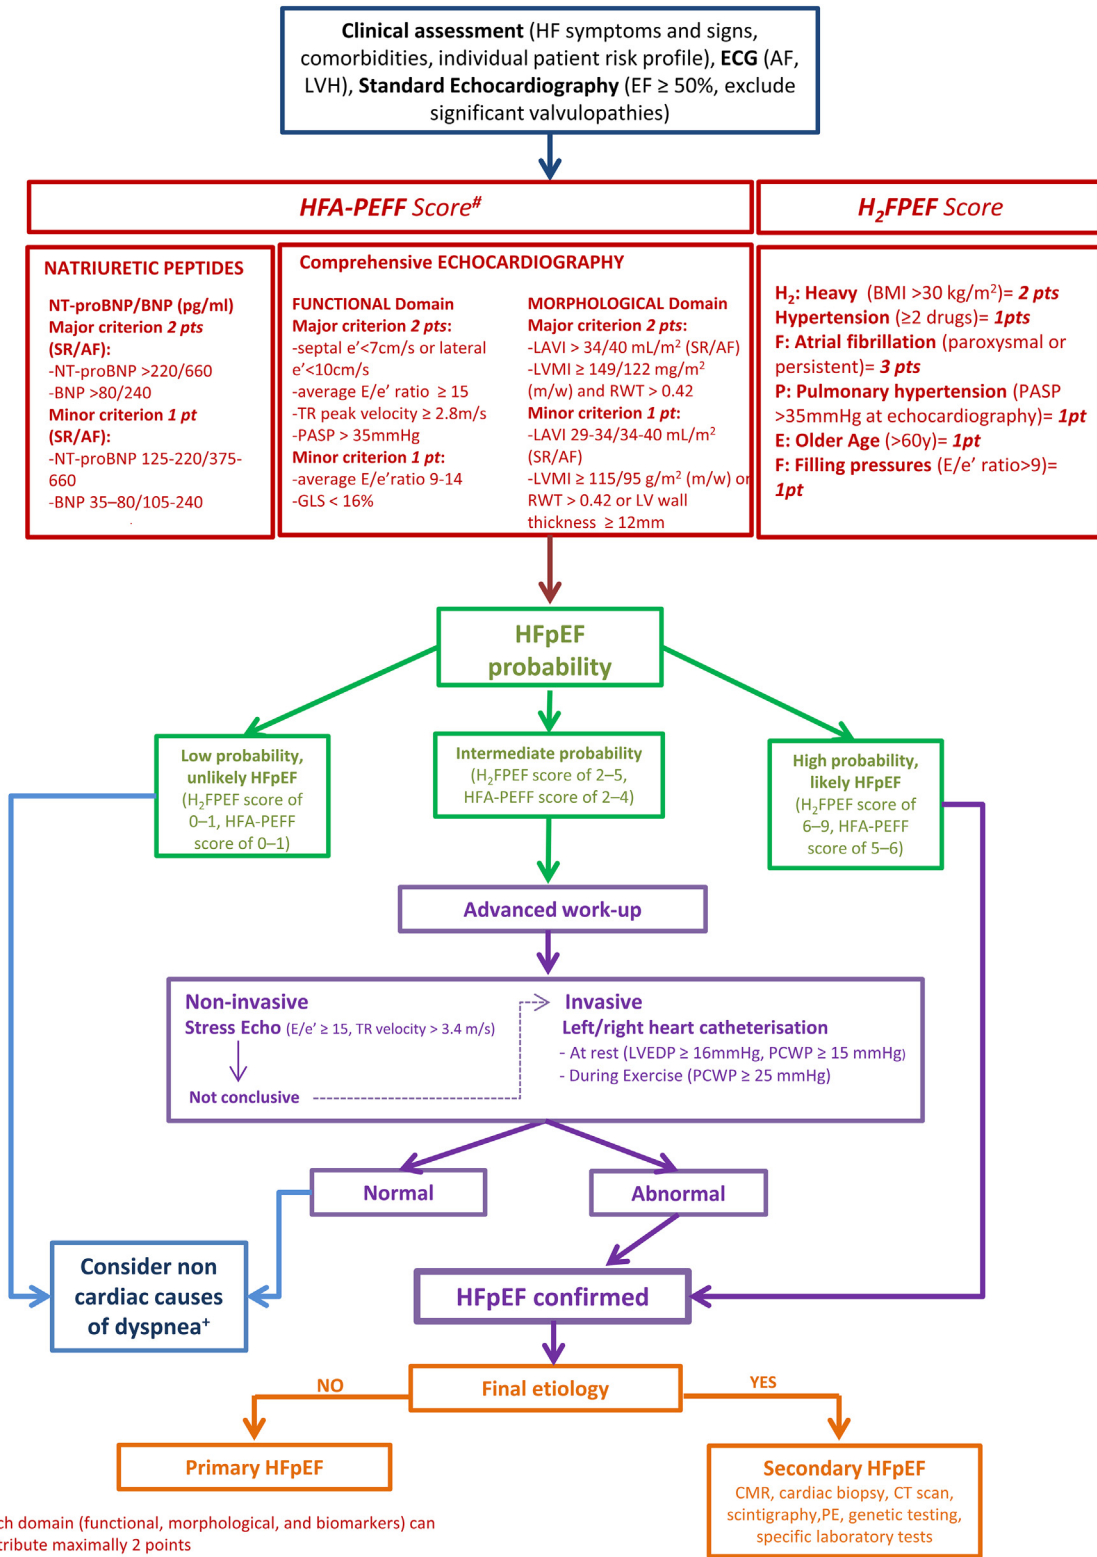 Clinical assessment (HF symptoms and signs,
comorbidities, individual patient risk profile), ECG (AF,
LVH), Standard Echocardiography (EF ≥ 50%, exclude
significant valvulopathies)
HFA-PEFF Score#
H₂FPEF Score
NATRIURETIC PEPTIDES
NT-proBNP/BNP (pg/ml)
Major criterion 2 pts
(SR/AF):
-NT-proBNP >220/660
-BNP >80/240
Minor criterion 1 pt
(SR/AF):
-NT-proBNP 125-220/375-
660
-BNP 35–80/105-240
Comprehensive ECHOCARDIOGRAPHY
FUNCTIONAL Domain
Major criterion 2 pts:
-septal e'<7cm/s or lateral
e'<10cm/s
-average E/e' ratio ≥ 15
-TR peak velocity ≥ 2.8m/s
-PASP > 35mmHg
Minor criterion 1 pt:
-average E/e'ratio 9-14
-GLS < 16%
MORPHOLOGICAL Domain
Major criterion 2 pts:
-LAVI > 34/40 mL/m² (SR/AF)
-LVMI ≥ 149/122 mg/m²
(m/w) and RWT > 0.42
Minor criterion 1 pt:
-LAVI 29-34/34-40 mL/m²
(SR/AF)
-LVMI ≥ 115/95 g/m² (m/w) or
RWT > 0.42 or LV wall
thickness ≥ 12mm
H₂: Heavy (BMI >30 kg/m²)= 2 pts
Hypertension (≥2 drugs)= 1pts
F: Atrial fibrillation (paroxysmal or
persistent)= 3 pts
P: Pulmonary hypertension (PASP
>35mmHg at echocardiography)= 1pt
E: Older Age (>60y)= 1pt
F: Filling pressures (E/e' ratio>9)=
1pt
HFpEF
probability
Low probability,
unlikely HFpEF
(H₂FPEF score of
0–1, HFA-PEFF
score of 0–1)
Intermediate probability
(H₂FPEF score of 2–5,
HFA-PEFF score of 2–4)
High probability,
likely HFpEF
(H₂FPEF score of
6–9, HFA-PEFF
score of 5–6)
Advanced work-up
Non-invasive
Stress Echo (E/e' ≥ 15, TR velocity > 3.4 m/s)
Not conclusive
Invasive
Left/right heart catheterisation
- At rest (LVEDP ≥ 16mmHg, PCWP ≥ 15 mmHg)
- During Exercise (PCWP ≥ 25 mmHg)
Normal
Abnormal
Consider non
cardiac causes
of dyspnea⁺
HFpEF confirmed
Final etiology
NO
YES
Primary HFpEF
Secondary HFpEF
CMR, cardiac biopsy, CT scan,
scintigraphy,PE, genetic testing,
specific laboratory tests
ch domain (functional, morphological, and biomarkers) can
tribute maximally 2 points